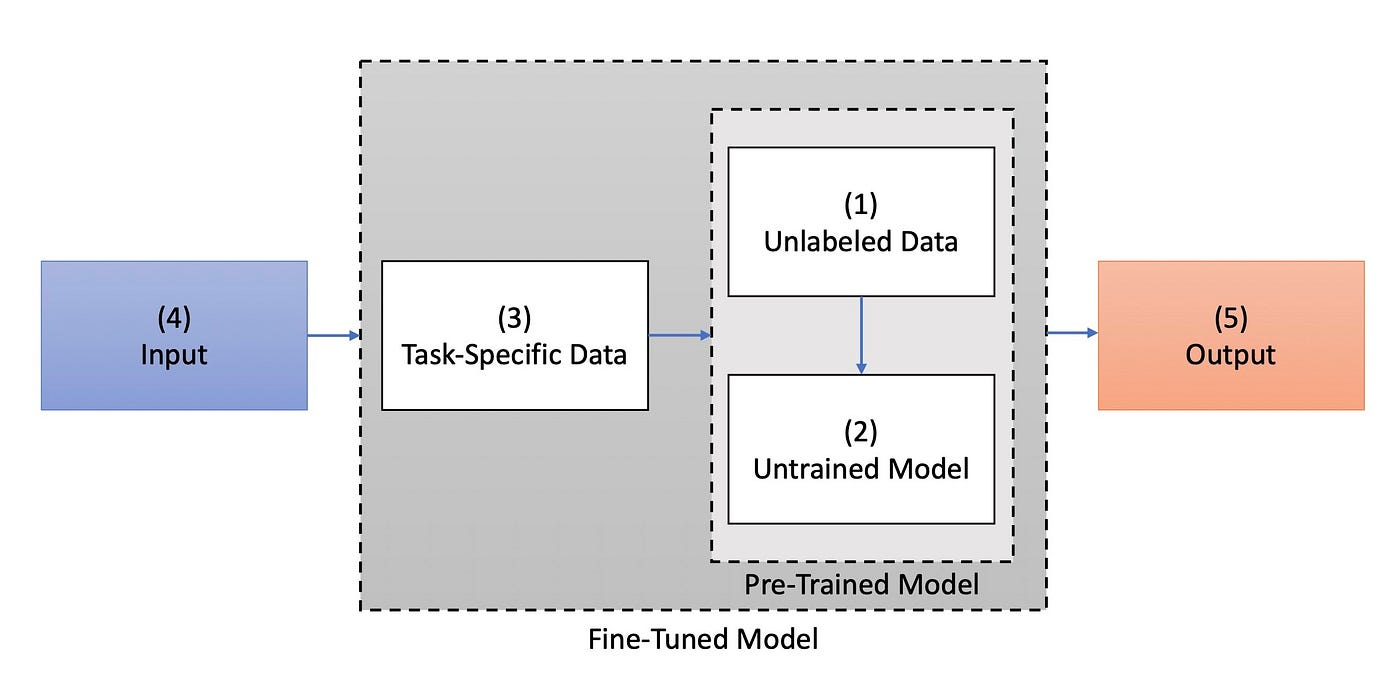 (1)
Unlabeled Data
(4)
Input
(3)
Task-Specific Data
(5)
Output
(2)
Untrained Model
Pre-Trained Model
Fine-Tuned Model